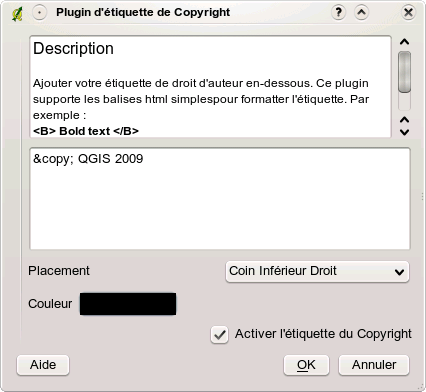 Plugin d'étiquette de Copyright
Description
Ajouter votre étiquette de droit d'auteur en-dessous. Ce plugin
supporte les balises html simplespour formatter l'étiquette. Par
exemple :
<B> Bold text </B>
&copy; QGIS 2009
Placement
Coin Inférieur Droit
Couleur
Activer l'étiquette du Copyright
Aide
OK
Annuler